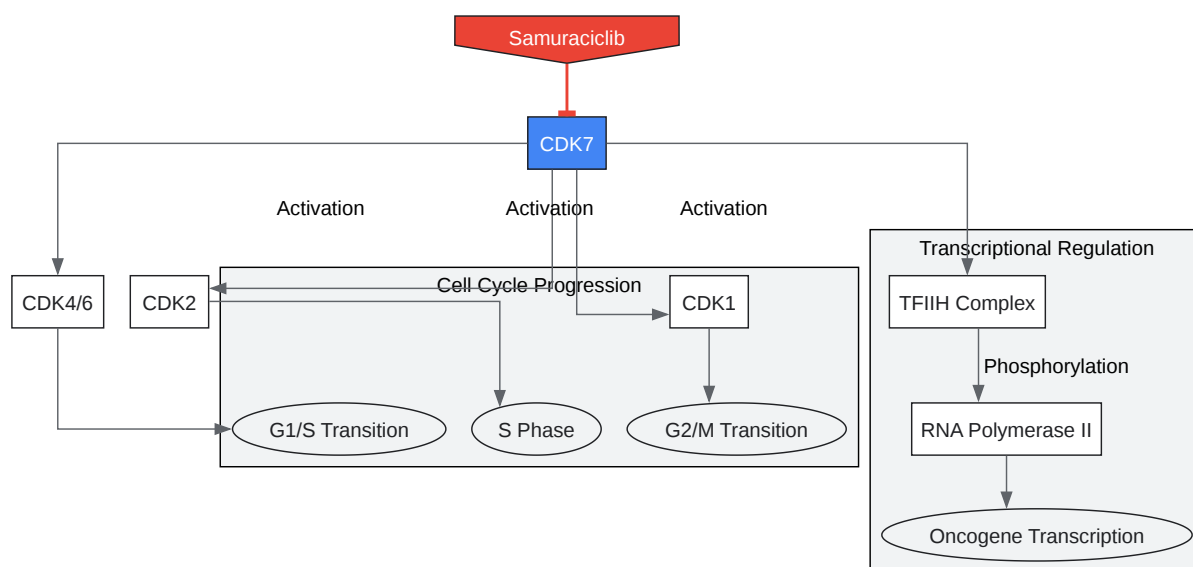 Samuraciclib
CDK7
Activation
Activation
Activation
Transcriptional Regulation
Cell Cycle Progression
CDK4/6
CDK2
CDK1
TFIIH Complex
Phosphorylation
G1/S Transition
S Phase
G2/M Transition
RNA Polymerase II
Oncogene Transcription